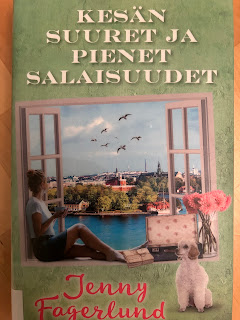 KESÄN
SUURET JA
PIENET
SALAISUUDET
Jenny
Fagerlund